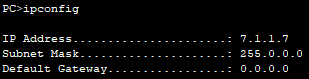 PC>ipconfig
IP Address......................: 7.1.1.7
Subnet Mask.....................: 255.0.0.0
Default Gateway.................: 0.0.0.0